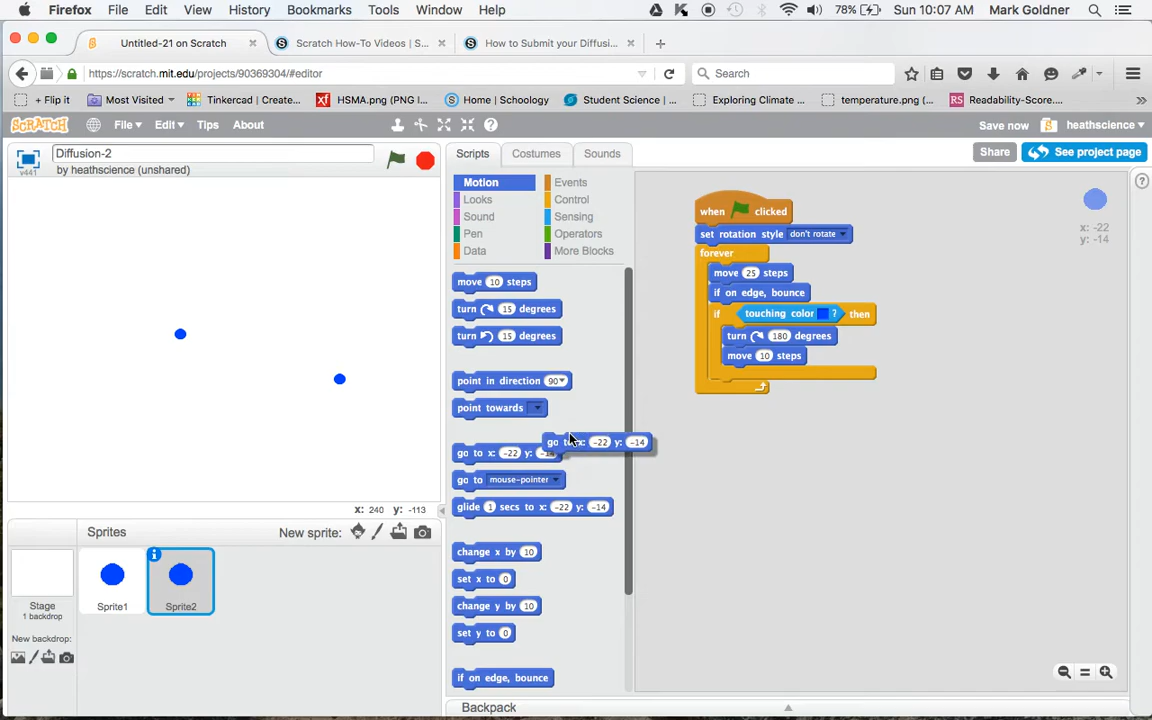 Firefox File Edit View History Bookmarks Tools Window Help 78% Sun 10:07 AM Mark Goldner
Untitled-21 on Scratch × Scratch How-To Videos | S... × How to Submit your Diffusi... × +
https://scratch.mit.edu/projects/90369304/#editor Search
+ Flip it Most Visited Tinkercad | Create... HSMA.png (PNG I... Home | Schoology Student Science | ... Exploring Climate ... temperature.png (... RS Readability-Score.... »
SCRATCH File Edit Tips About Save now heathscience
v441 Diffusion-2
by heathscience (unshared)
Scripts Costumes Sounds Share See project page
Motion Events
Looks Control
Sound Sensing
Pen Operators
Data More Blocks
move 10 steps
turn 15 degrees
turn 15 degrees
point in direction 90
point towards
go to x: -22 y: -14
go to x: -22 y: -14
go to mouse-pointer
glide 1 secs to x: -22 y: -14
change x by 10
set x to 0
change y by 10
set y to 0
if on edge, bounce
when clicked
set rotation style don't rotate
forever
move 25 steps
if on edge, bounce
if touching color ? then
turn 180 degrees
move 10 steps
x: -22
y: -14
?
x: 240 y: -113
Sprites New sprite:
Stage
1 backdrop
New backdrop:
Sprite1
i
Sprite2
Backpack